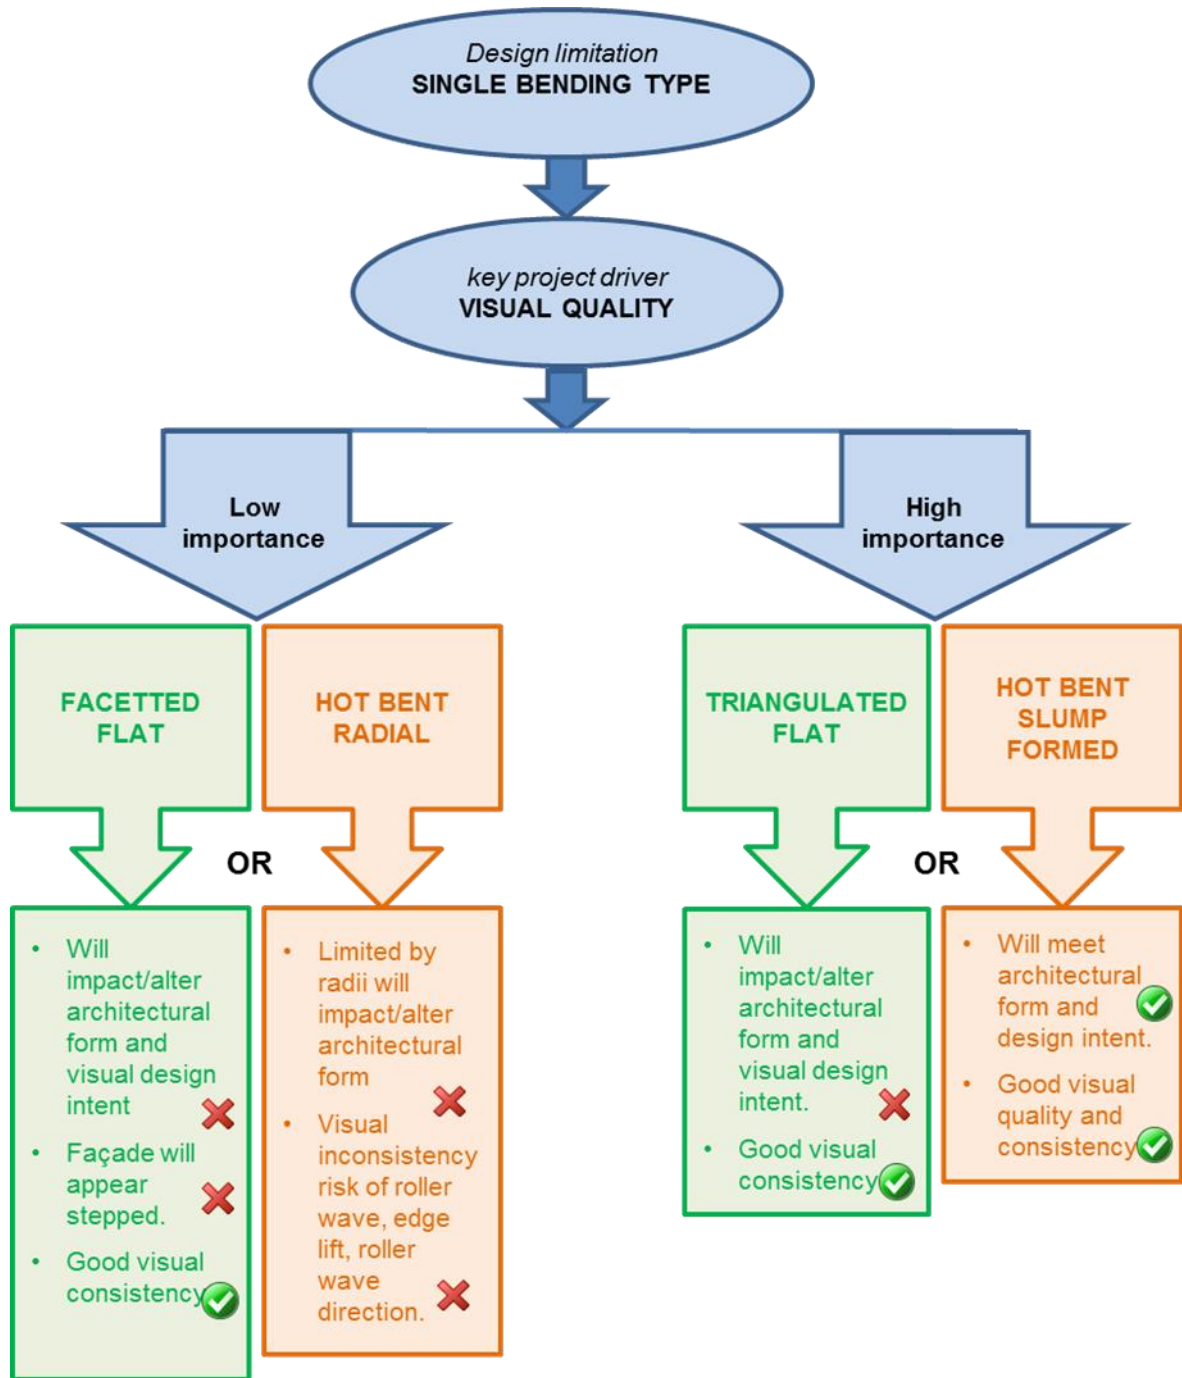 Design limitation
SINGLE BENDING TYPE
key project driver
VISUAL QUALITY
Low
importance
High
importance
FACETTED
FLAT
HOT BENT
RADIAL
TRIANGULATED
FLAT
HOT BENT
SLUMP
FORMED
OR
OR
• Will
impact/alter
architectural
form and
visual design
intent
• Façade will
appear
stepped.
• Good visual
consistency
• Limited by
radii will
impact/alter
architectural
form
• Visual
inconsistency
risk of roller
wave, edge
lift, roller
wave
direction.
• Will
impact/alter
architectural
form and
visual design
intent.
• Good visual
consistency
• Will meet
architectural
form and
design intent.
• Good visual
quality and
consistency